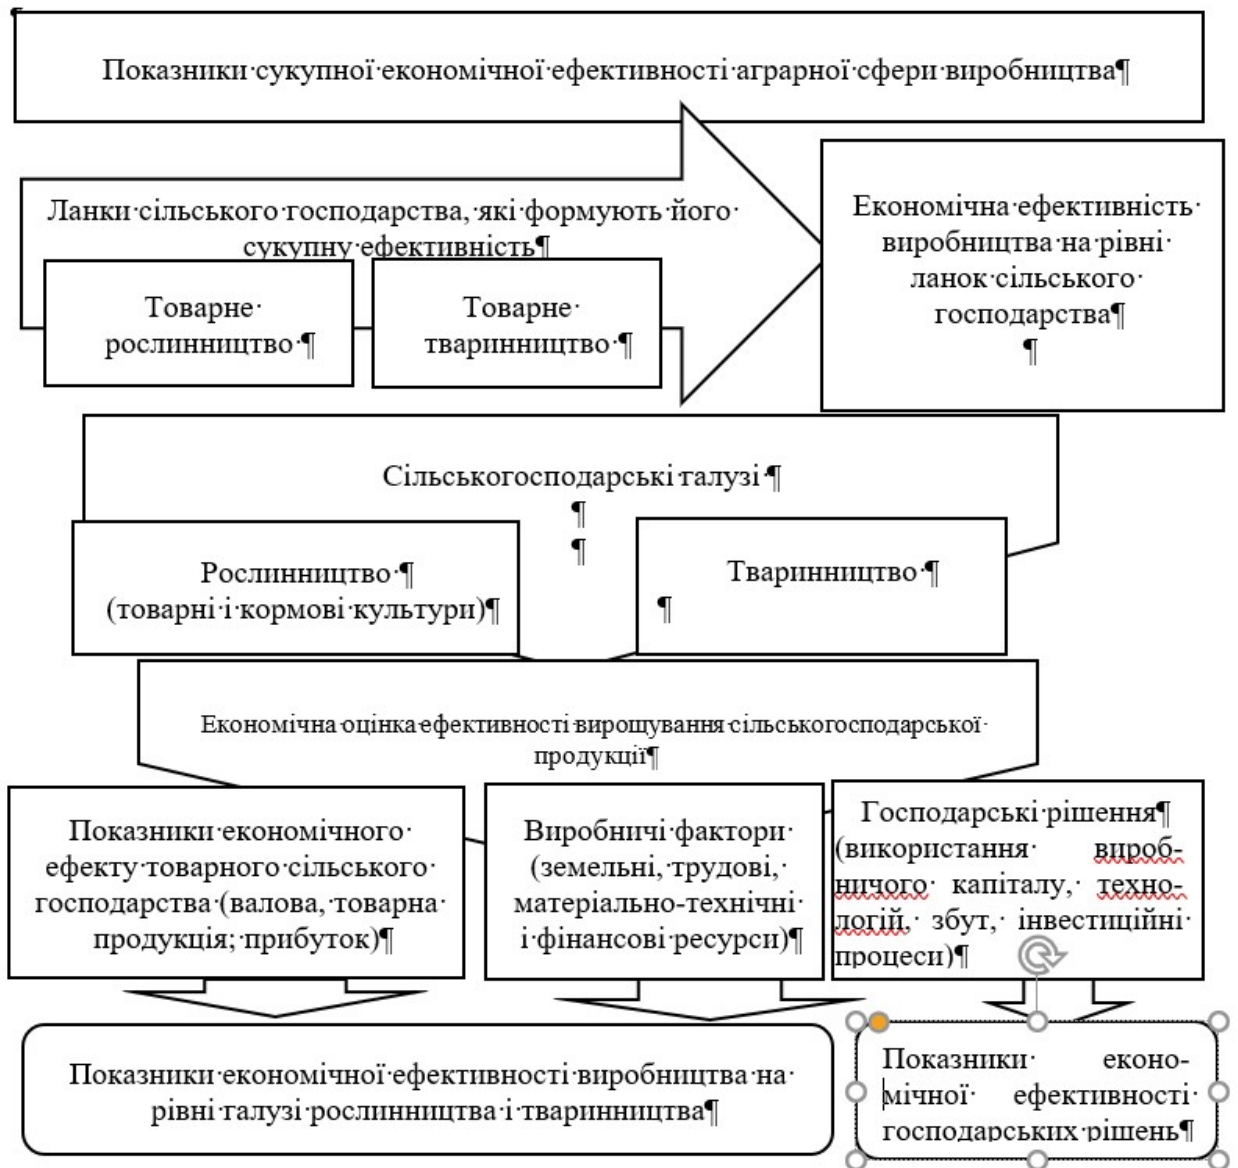 Показники сукупної економічної ефективності аграрної сфери виробництва¶
Ланки сільського господарства, які формують його
сукупну ефективність¶
Товарне
рослинництво ¶
Товарне
тваринництво ¶
Економічна ефективність
виробництва на рівні
ланок сільського
господарства¶
¶
Сільськогосподарські галузі ¶
¶
¶
Рослинництво ¶
(товарні і кормові культури)¶
Тваринництво ¶
¶
Економічна оцінка ефективності вирощування сільськогосподарської
продукції¶
Показники економічного
ефекту товарного сільського
господарства (валова, товарна
продукція; прибуток)¶
Виробничі фактори
(земельні, трудові,
матеріально-технічні
і фінансові ресурси)¶
Господарські рішення¶
(використання вироб-
ничого капіталу, техно-
логій, збут, інвестиційні
процеси)¶
Показники економічної ефективності виробництва на
рівні галузі рослинництва і тваринництва¶
Показники еконо-
мічної ефективності
господарських рішень¶